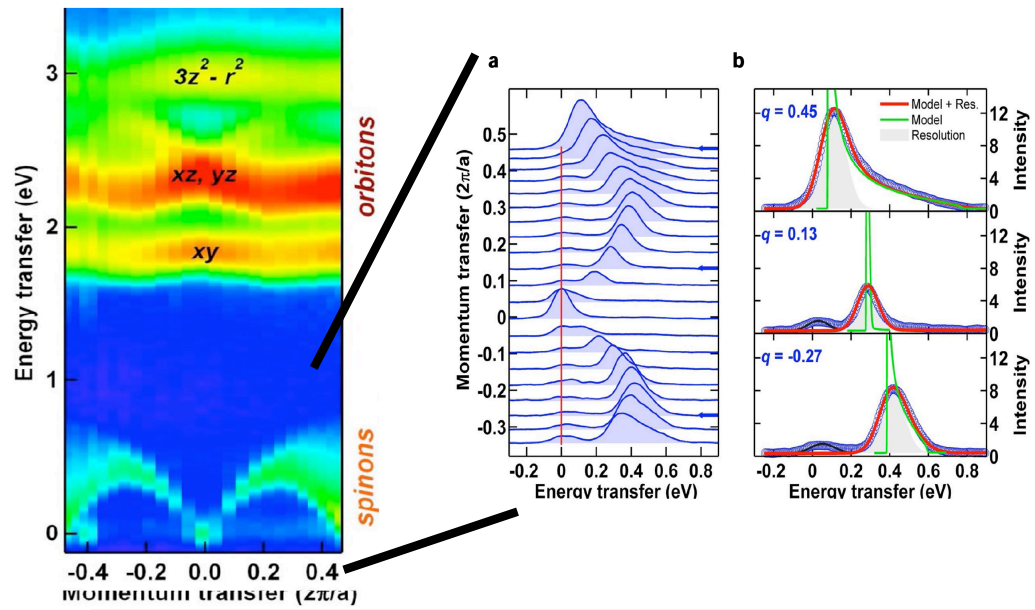 3z² - r²
xz, yz
xy
orbitons
spinons
Energy transfer (eV)
3
2
1
0
-0.4 -0.2 0.0 0.2 0.4
Momentum transfer (2π/a)
a
Momentum transfer (2π/a)
0.5
0.4
0.3
0.2
0.1
0
-0.1
-0.2
-0.3
-0.2 0 0.2 0.4 0.6 0.8
Energy transfer (eV)
b
q = 0.45
Model + Res.
Model
Resolution
12
8
4
0
Intensity
q = 0.13
12
8
4
0
Intensity
q = -0.27
12
8
4
0
Intensity
-0.2 0 0.2 0.4 0.6 0.8
Energy transfer (eV)